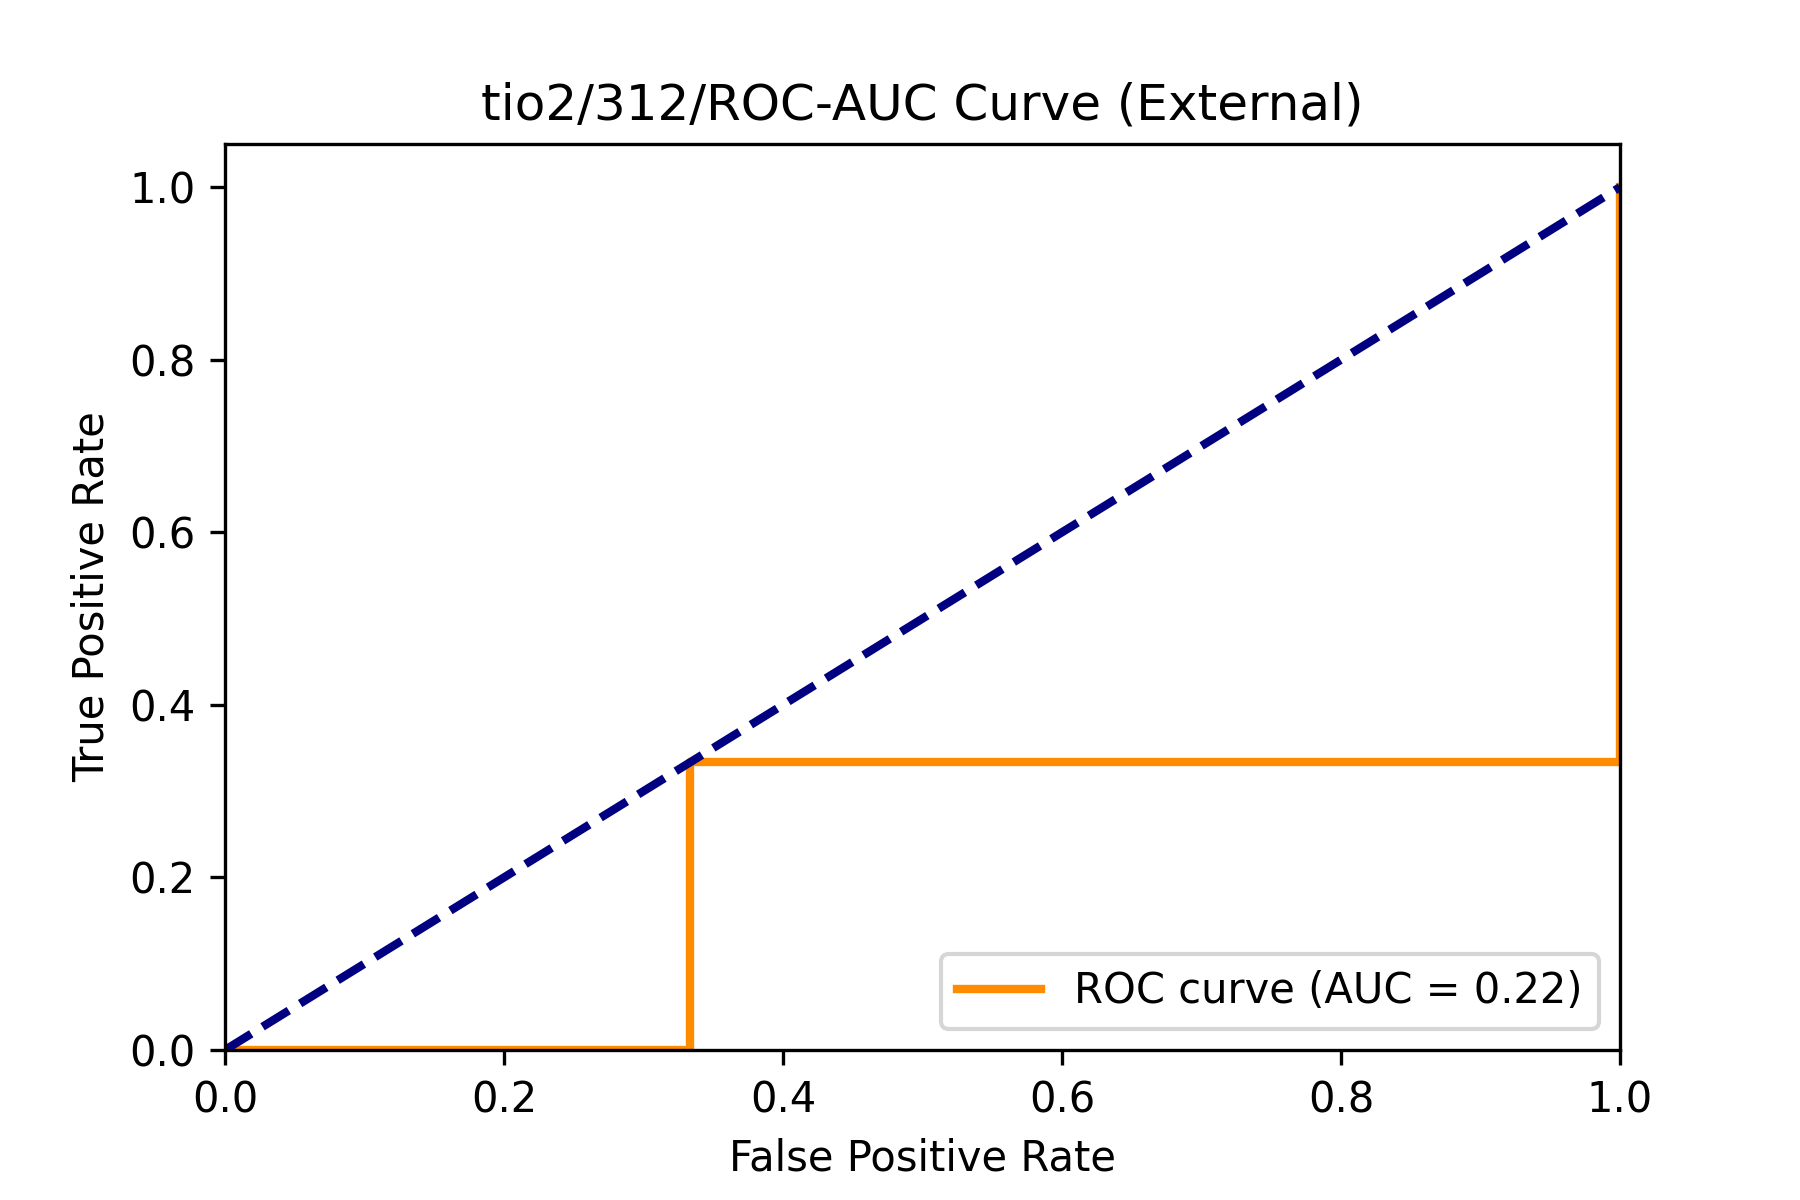 tio2/312/ROC-AUC Curve (External)
True Positive Rate
1.0
0.8
0.6
0.4
0.2
0.0
ROC curve (AUC = 0.22)
0.0 0.2 0.4 0.6 0.8 1.0
False Positive Rate